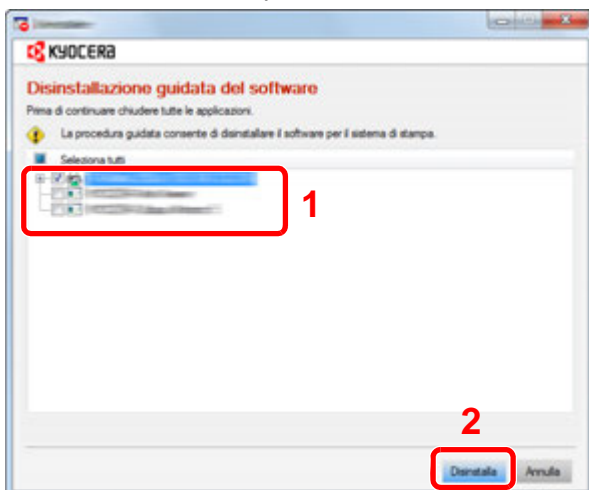 KYOCERA
Disinstallazione guidata del software
Prima di continuare chiudere tutte le applicazioni.
La procedura guidata consente di disinstallare il software per il sistema di stampa.
Seleziona tutti
1
2
Disinstalla Annulla